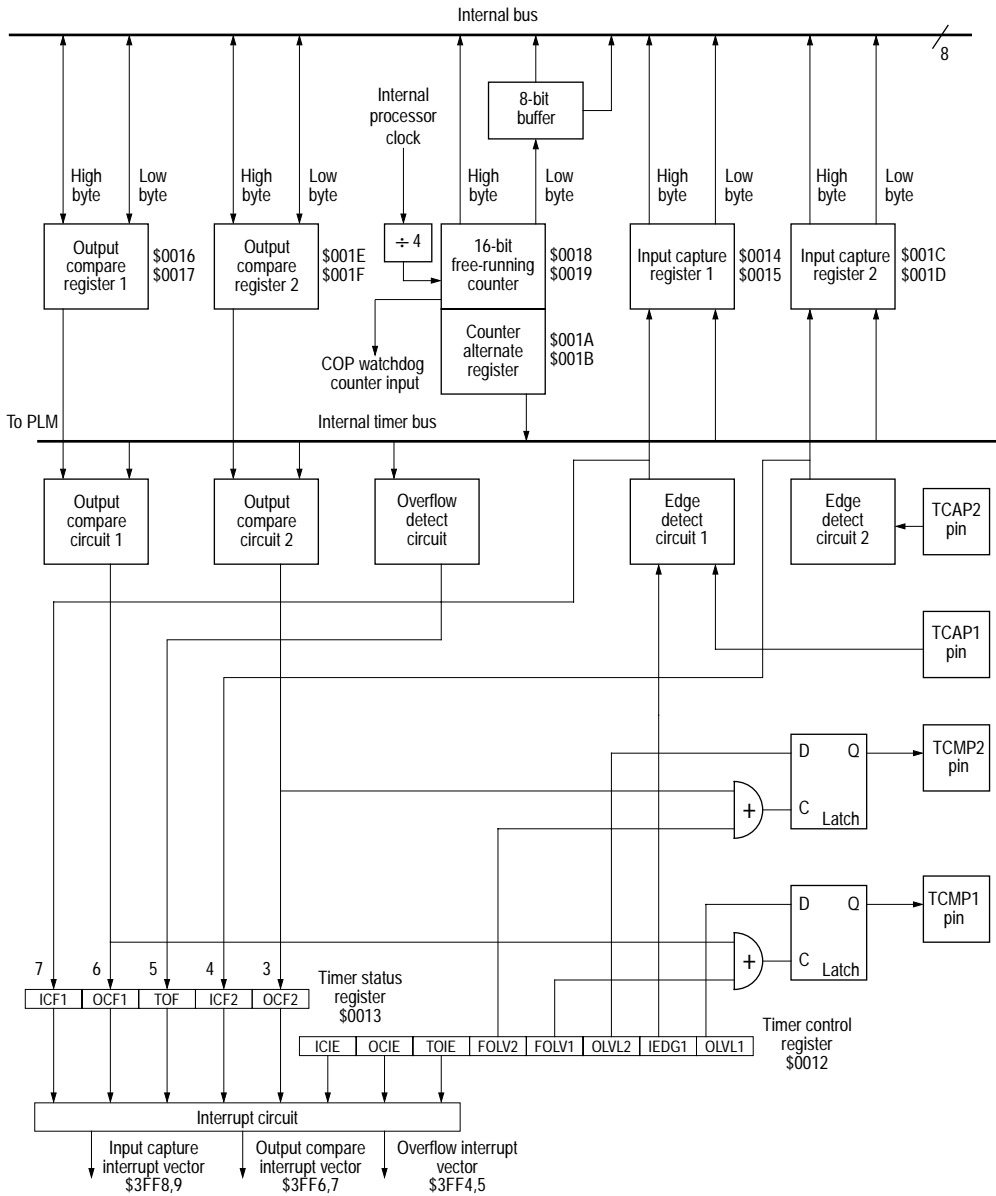 Internal bus
8
Internal
processor
clock
8-bit
buffer
High
byte
Low
byte
High
byte
Low
byte
High
byte
Low
byte
High
byte
Low
byte
High
byte
Low
byte
Output
compare
register 1
$0016
$0017
Output
compare
register 2
$001E
$001F
÷ 4
16-bit
free-running
counter
$0018
$0019
Input capture
register 1
$0014
$0015
Input capture
register 2
$001C
$001D
COP watchdog
counter input
Counter
alternate
register
$001A
$001B
To PLM
Internal timer bus
Output
compare
circuit 1
Output
compare
circuit 2
Overflow
detect
circuit
Edge
detect
circuit 1
Edge
detect
circuit 2
TCAP2
pin
TCAP1
pin
D Q
C
Latch
+
TCMP2
pin
D Q
C
Latch
+
TCMP1
pin
7 6 5 4 3
ICF1 OCF1 TOF ICF2 OCF2
Timer status
register
$0013
ICIE OCIE TOIE FOLV2 FOLV1 OLVL2 IEDG1 OLVL1
Timer control
register
$0012
Interrupt circuit
Input capture
interrupt vector
$3FF8,9
Output compare
interrupt vector
$3FF6,7
Overflow interrupt
vector
$3FF4,5